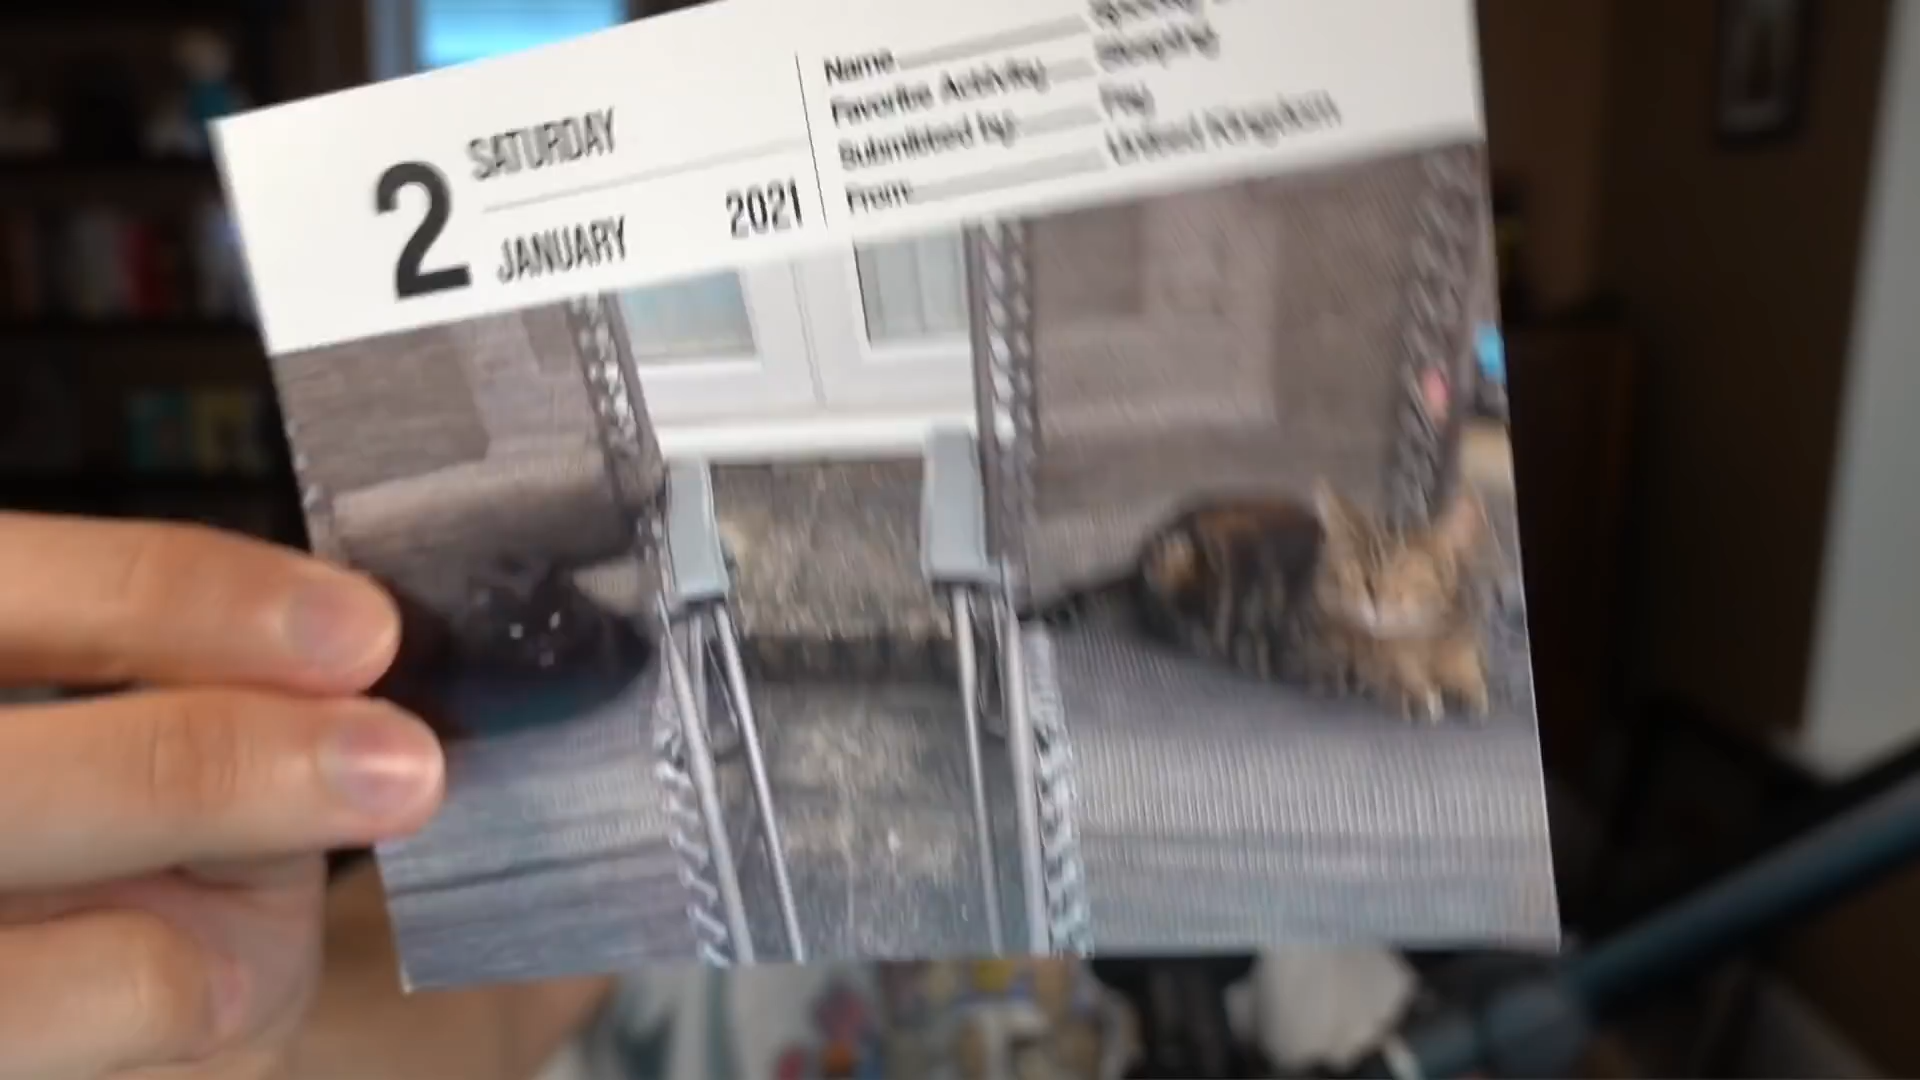 2
SATURDAY
JANUARY 2021
Name
Favorite Activity: Sleeping
Submitted by:
From: United Kingdom